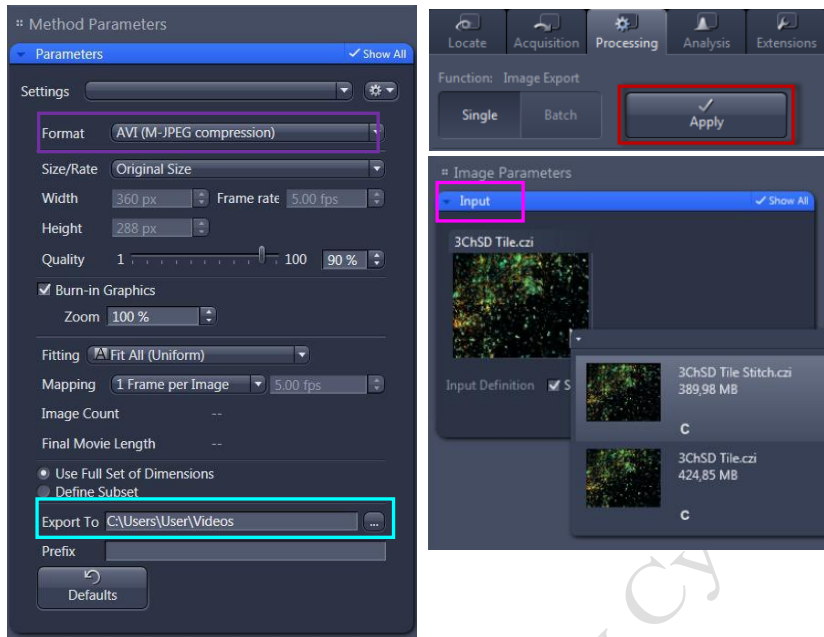 Method Parameters
Parameters Show All
Settings
Format AVI (M-JPEG compression)
Size/Rate Original Size
Width 360 px Frame rate 5.00 fps
Height 288 px
Quality 1 100 90 %
Burn-in Graphics
Zoom 100 %
Fitting A Fit All (Uniform)
Mapping 1 Frame per Image 5.00 fps
Image Count --
Final Movie Length --
Use Full Set of Dimensions
Define Subset
Export To C:\Users\User\Videos ...
Prefix
Defaults
Locate Acquisition Processing Analysis Extensions
Function: Image Export
Single Batch Apply
Image Parameters
Input Show All
3ChSD Tile.czi
Input Definition S
3ChSD Tile Stitch.czi
389,98 MB
C
3ChSD Tile.czi
424,85 MB
C
Cy